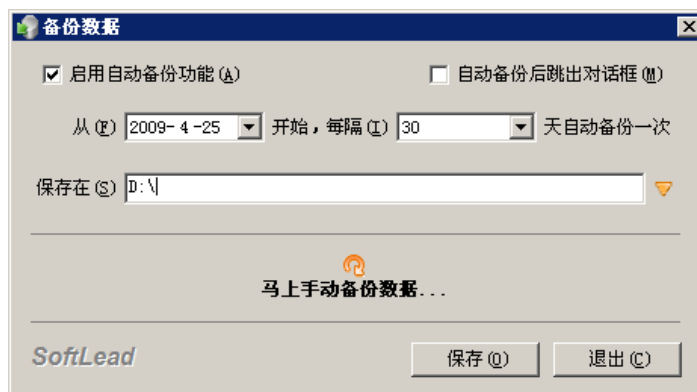 备份数据
启用自动备份功能(A) 自动备份后跳出对话框(M)
从(F) 2009- 4 -25 开始，每隔(I) 30 天自动备份一次
保存在(S) D:\
马上手动备份数据...
SoftLead 保存(O) 退出(C)